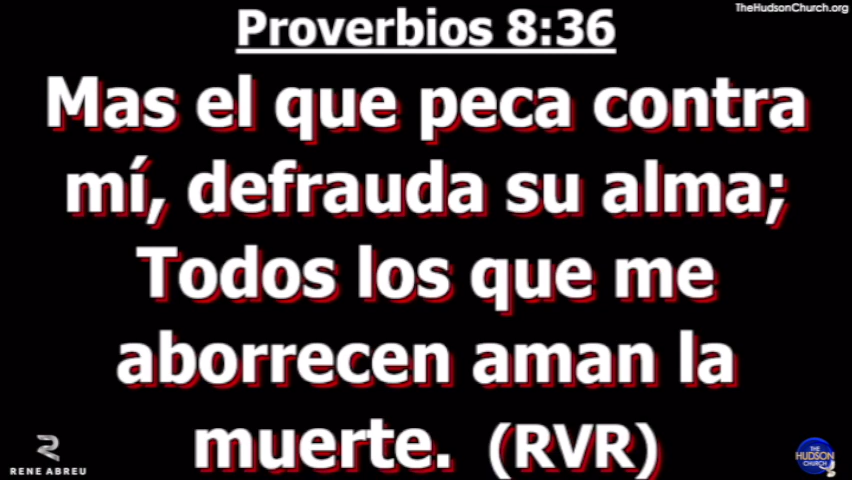 TheHudsonChurch.org
Proverbios 8:36
Mas el que peca contra
mí, defrauda su alma;
Todos los que me
aborrecen aman la
muerte. (RVR)
RENE ABREU
THE
HUDSON
CHURCH